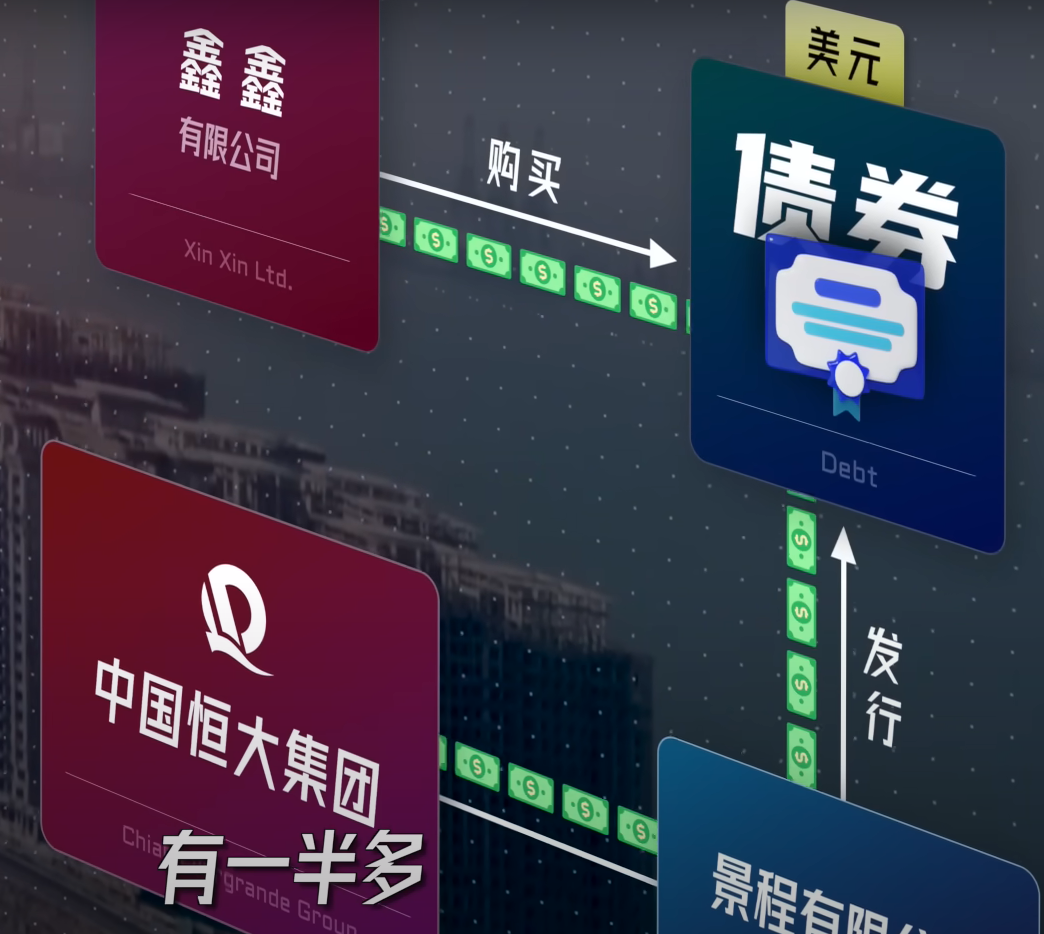 美元
鑫鑫
有限公司
Xin Xin Ltd.
购买
债券
Debt
发行
中国恒大集团
有一半多
Group
景程有限